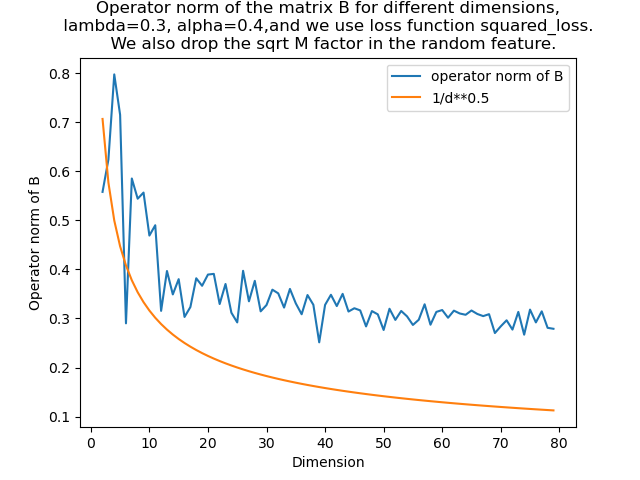 Operator norm of the matrix B for different dimensions,
lambda=0.3, alpha=0.4,and we use loss function squared_loss.
We also drop the sqrt M factor in the random feature.
operator norm of B
1/d**0.5
0.8
0.7
0.6
0.5
0.4
0.3
0.2
0.1
Operator norm of B
0 10 20 30 40 50 60 70 80
Dimension